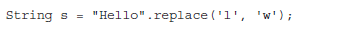 String s = "Hello".replace('l', 'w');